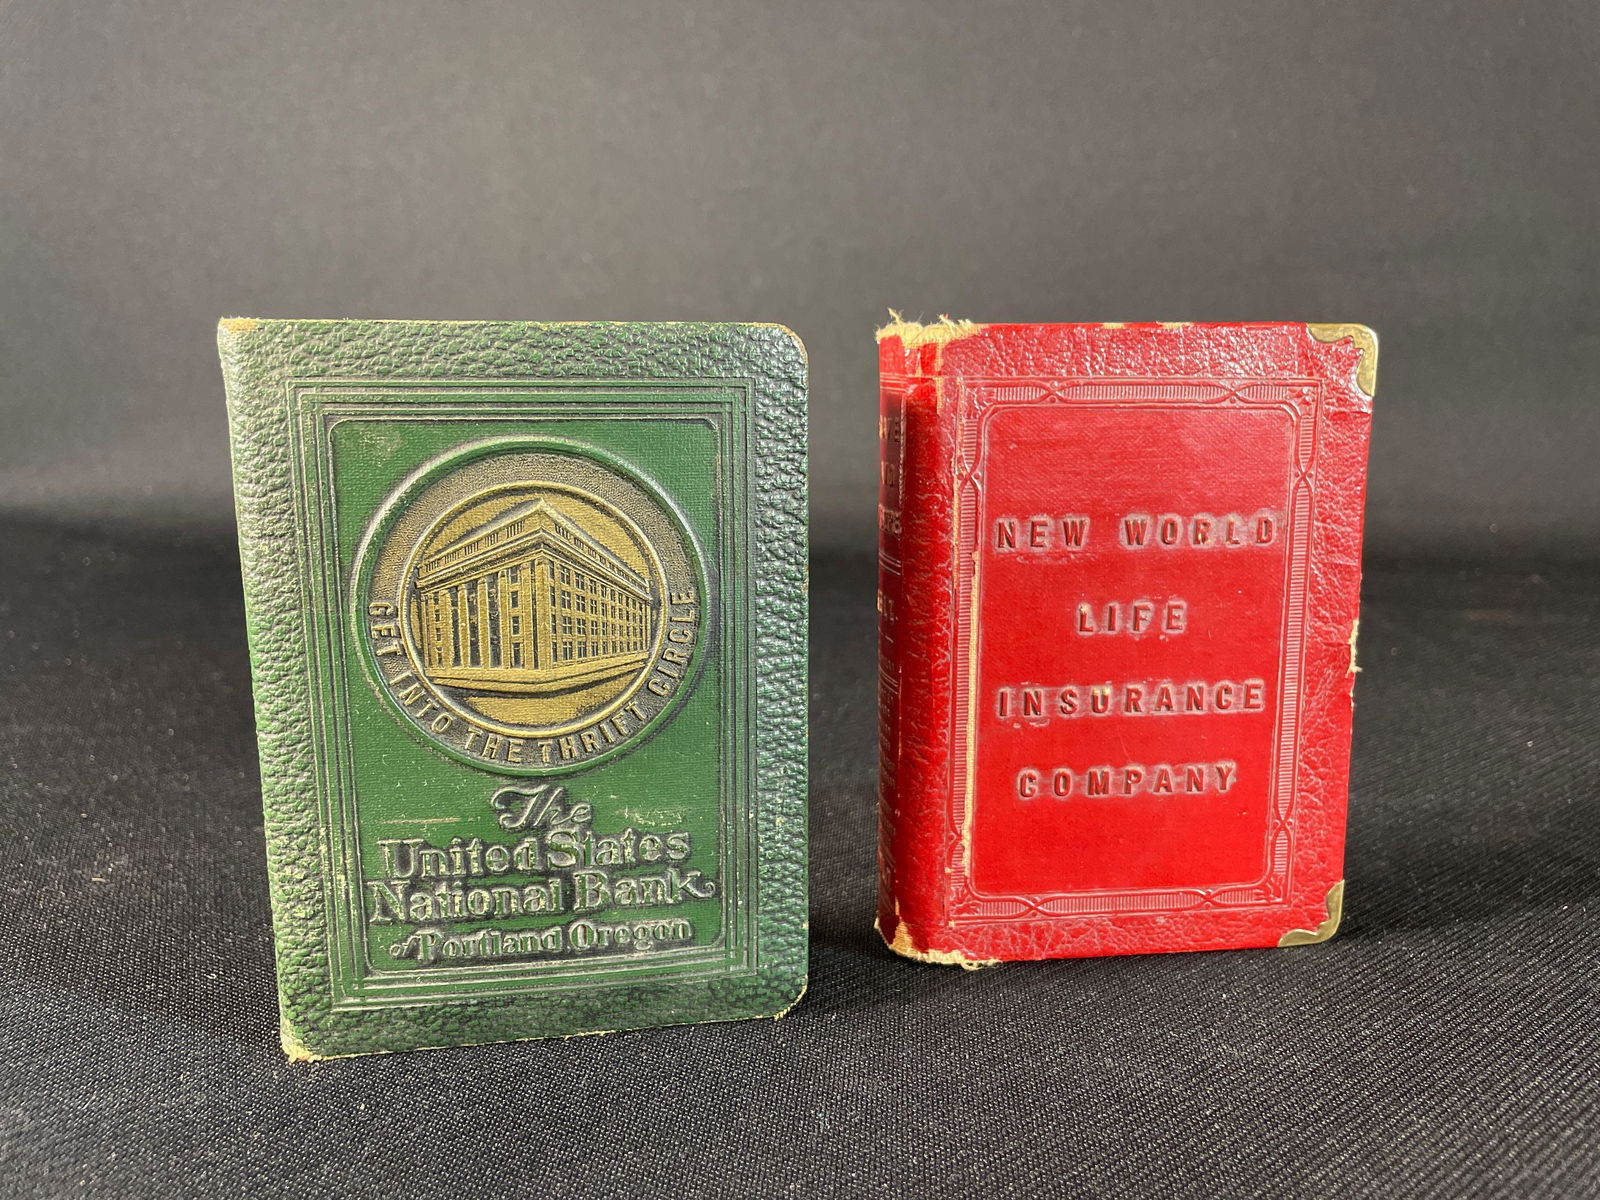 GET INTO THE THRIFT CIRCLE
The
United States
National Bank
of Portland Oregon
NEW WORLD
LIFE
INSURANCE
COMPANY